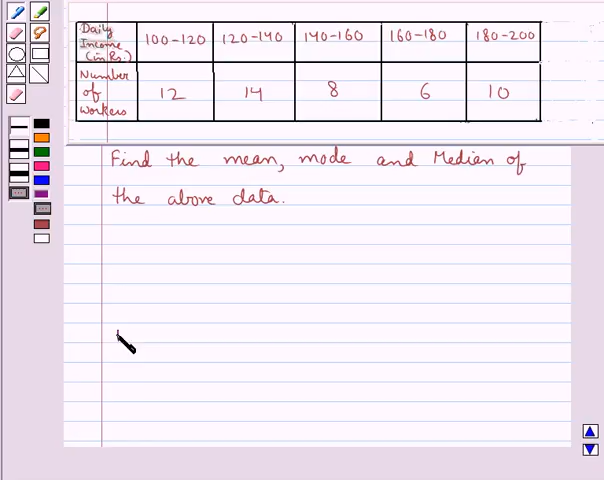 Daily Income (in Rs.) 100-120 120-140 140-160 160-180 180-200
Number of workers 12 14 8 6 10
Find the mean, mode and Median of
the above data.